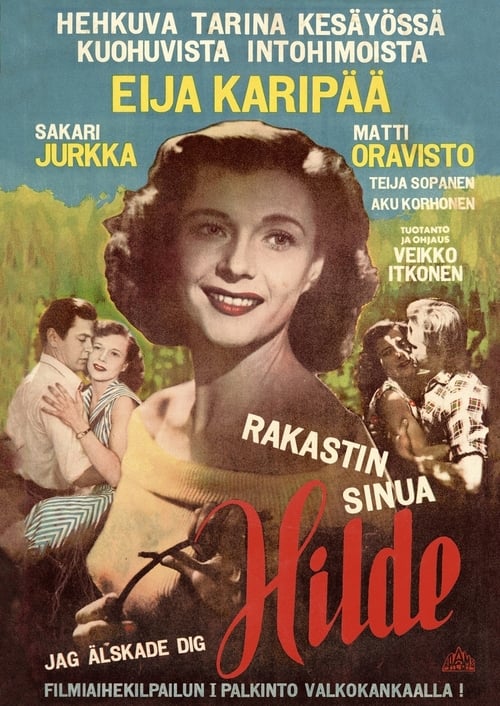 HEHKUVA TARINA KESÄYÖSSÄ
KUOHUVISTA INTOHIMOISTA
EIJA KARIPÄÄ
SAKARI
JURKKA
MATTI
ORAVISTO
TEIJA SOPANEN
AKU KORHONEN
TUOTANTO
JA OHJAUS
VEIKKO
ITKONEN
RAKASTIN
SINUA
Hilde
JAG ÄLSKADE DIG
FILMIAIHEKILPAILUN I PALKINTO VALKOKANKAALLA !